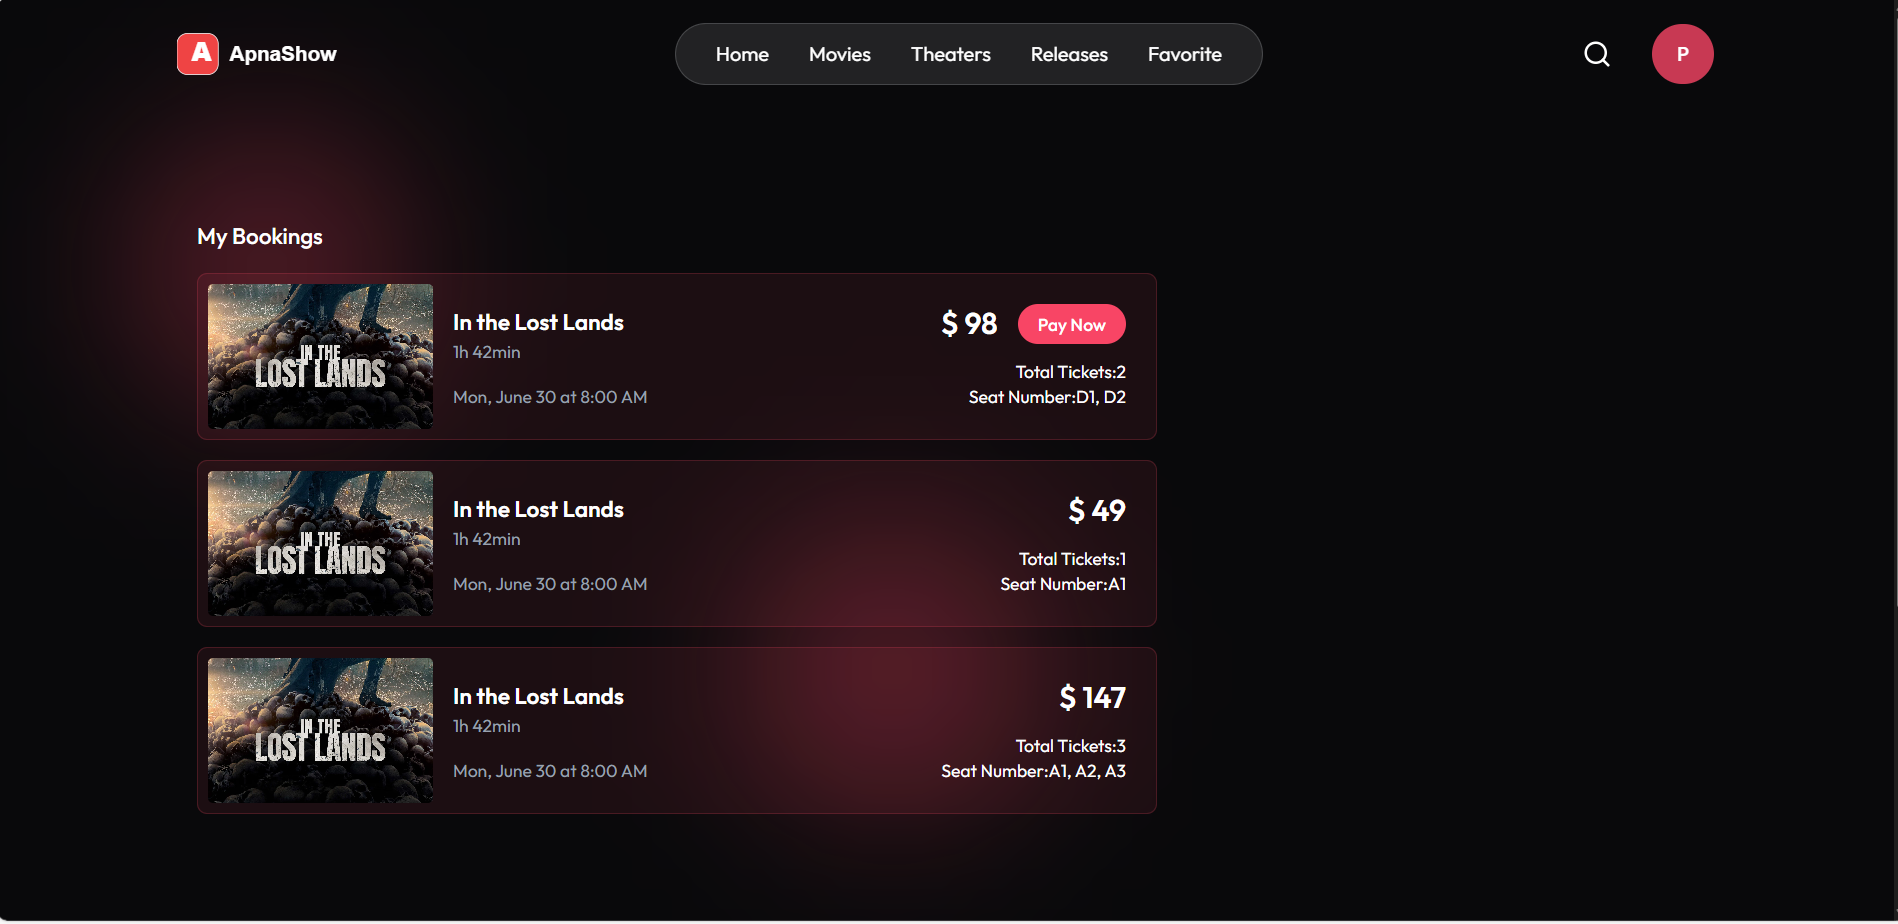 A ApnaShow
Home Movies Theaters Releases Favorite
P
My Bookings
IN THE
LOST LANDS
In the Lost Lands
1h 42min
Mon, June 30 at 8:00 AM
$ 98 Pay Now
Total Tickets:2
Seat Number:D1, D2
IN THE
LOST LANDS
In the Lost Lands
1h 42min
Mon, June 30 at 8:00 AM
$ 49
Total Tickets:1
Seat Number:A1
IN THE
LOST LANDS
In the Lost Lands
1h 42min
Mon, June 30 at 8:00 AM
$ 147
Total Tickets:3
Seat Number:A1, A2, A3